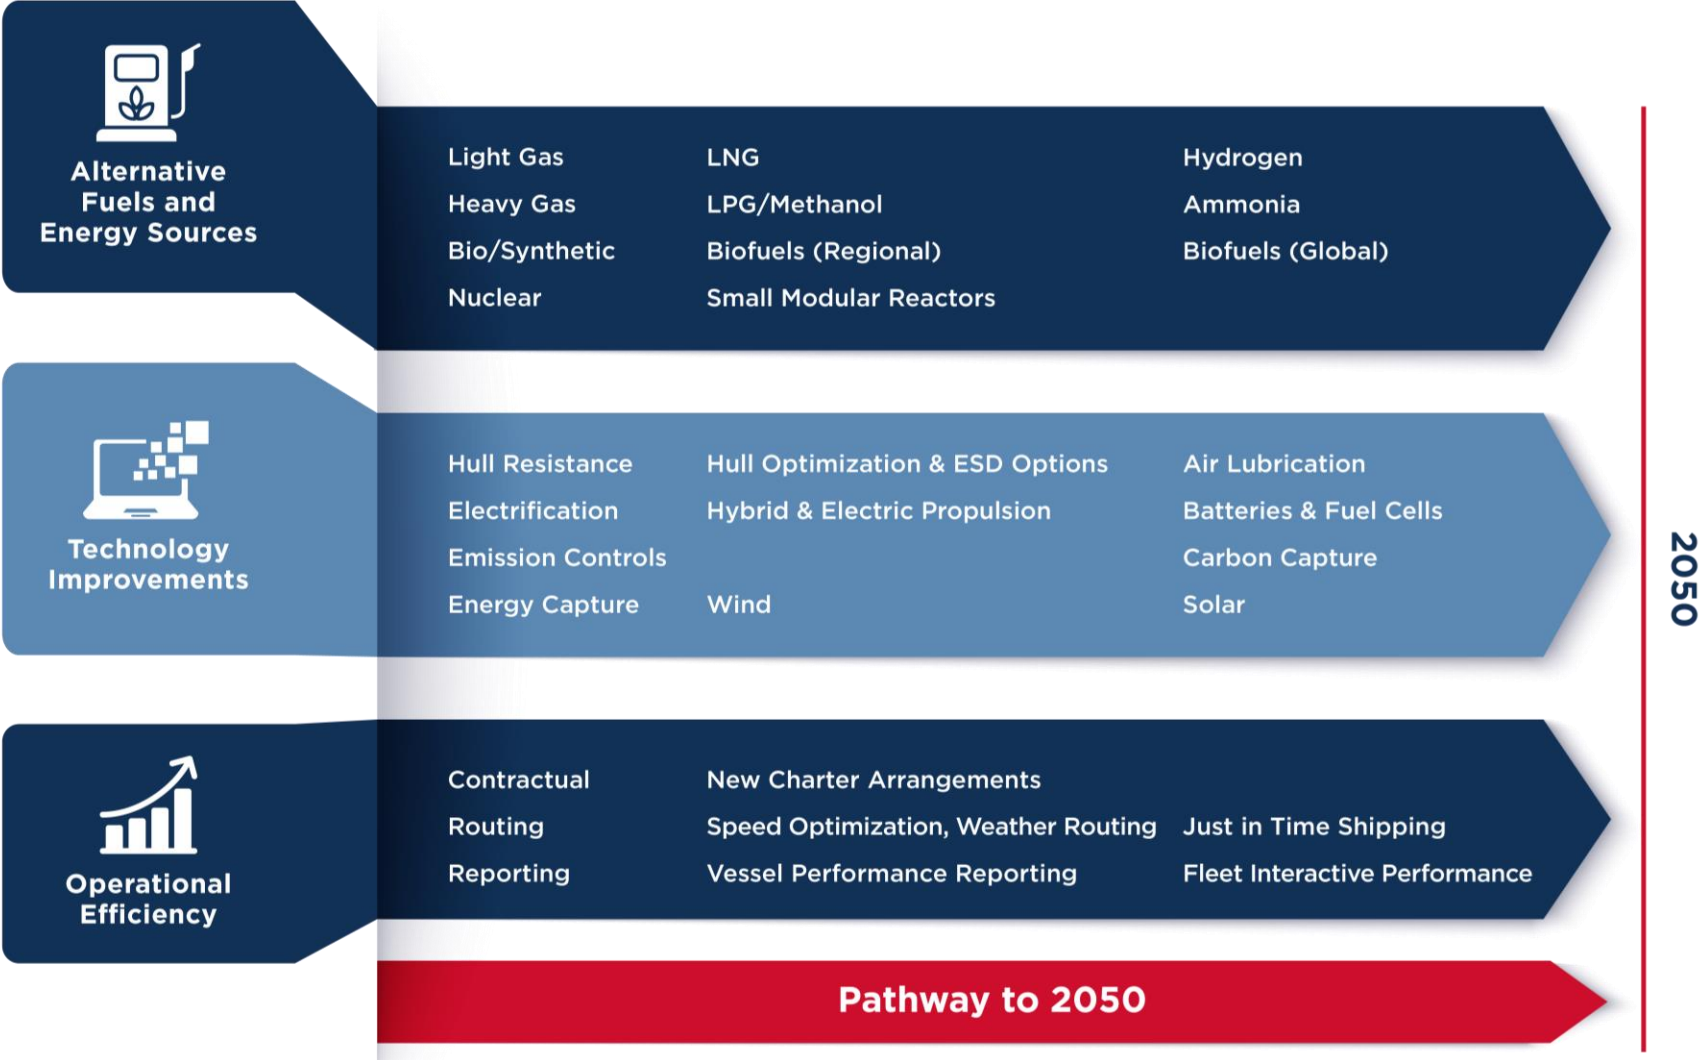 Alternative
Fuels and
Energy Sources
Light Gas LNG Hydrogen
Heavy Gas LPG/Methanol Ammonia
Bio/Synthetic Biofuels (Regional) Biofuels (Global)
Nuclear Small Modular Reactors
Technology
Improvements
Hull Resistance Hull Optimization & ESD Options Air Lubrication
Electrification Hybrid & Electric Propulsion Batteries & Fuel Cells
Emission Controls Carbon Capture
Energy Capture Wind Solar
Operational
Efficiency
Contractual New Charter Arrangements
Routing Speed Optimization, Weather Routing Just in Time Shipping
Reporting Vessel Performance Reporting Fleet Interactive Performance
Pathway to 2050
2050